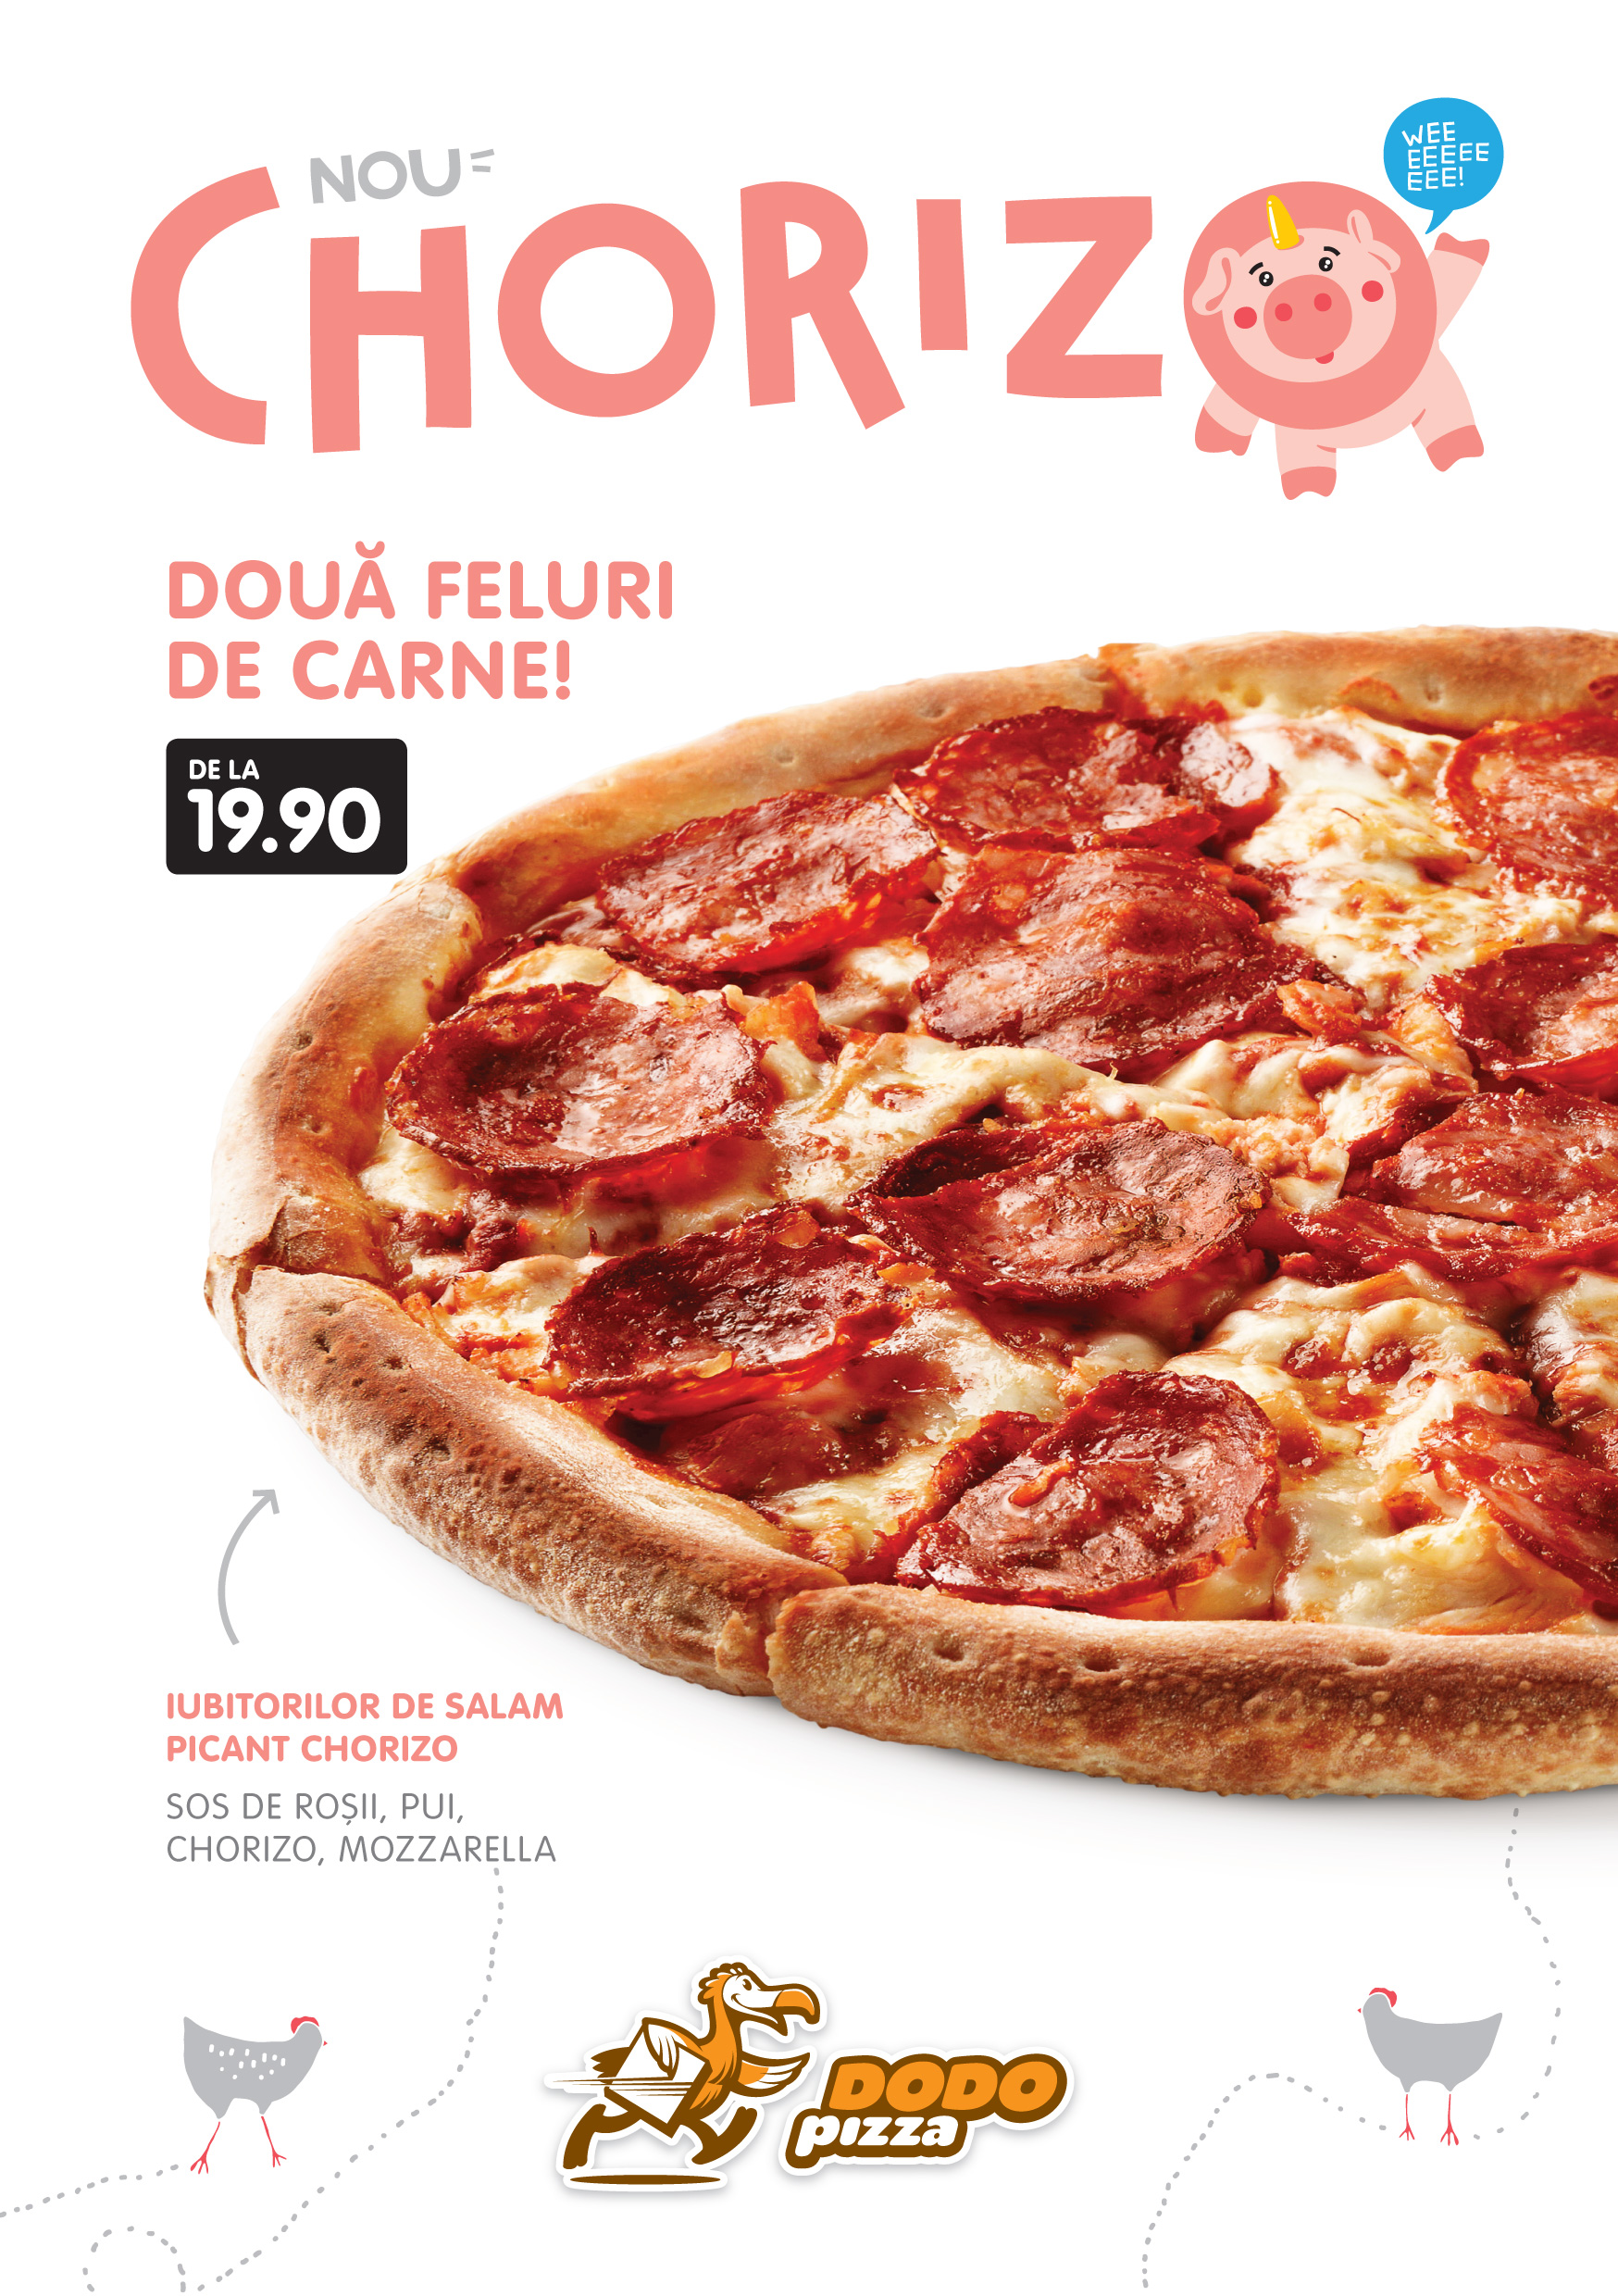 NOU
CHORIZO
WEE
EEEEE
EEE!
DOUĂ FELURI
DE CARNE!
DE LA
19.90
IUBITORILOR DE SALAM
PICANT CHORIZO
SOS DE ROȘII, PUI,
CHORIZO, MOZZARELLA
DODO
pizza